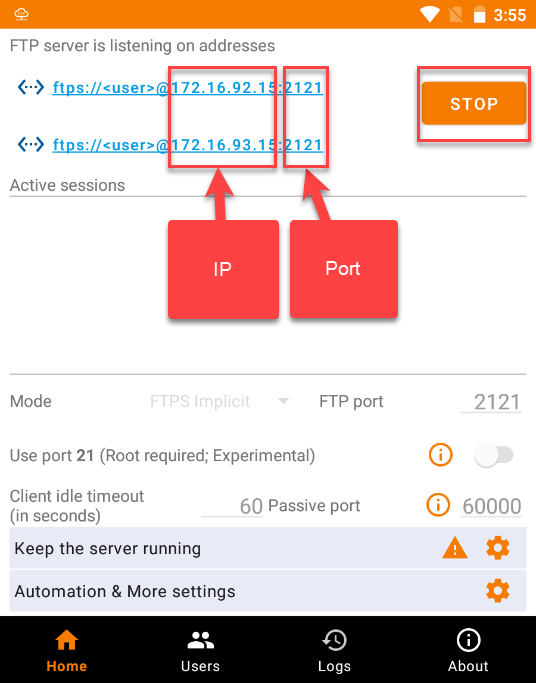 3:55
FTP server is listening on addresses
ftps://<user>@172.16.92.15:2121
STOP
ftps://<user>@172.16.93.15:2121
Active sessions
IP
Port
Mode FTPS Implicit FTP port 2121
Use port 21 (Root required; Experimental)
Client idle timeout
(in seconds) 60 Passive port 60000
Keep the server running
Automation & More settings
Home Users Logs About